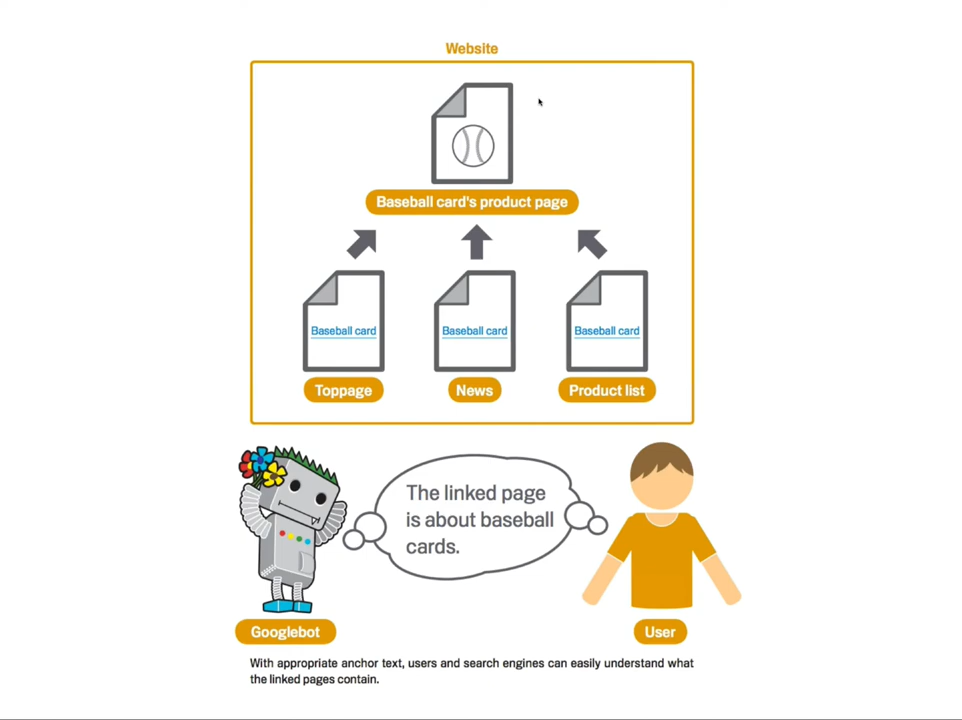 Website
Baseball card's product page
Baseball card
Baseball card
Baseball card
Toppage
News
Product list
The linked page
is about baseball
cards.
Googlebot
User
With appropriate anchor text, users and search engines can easily understand what
the linked pages contain.